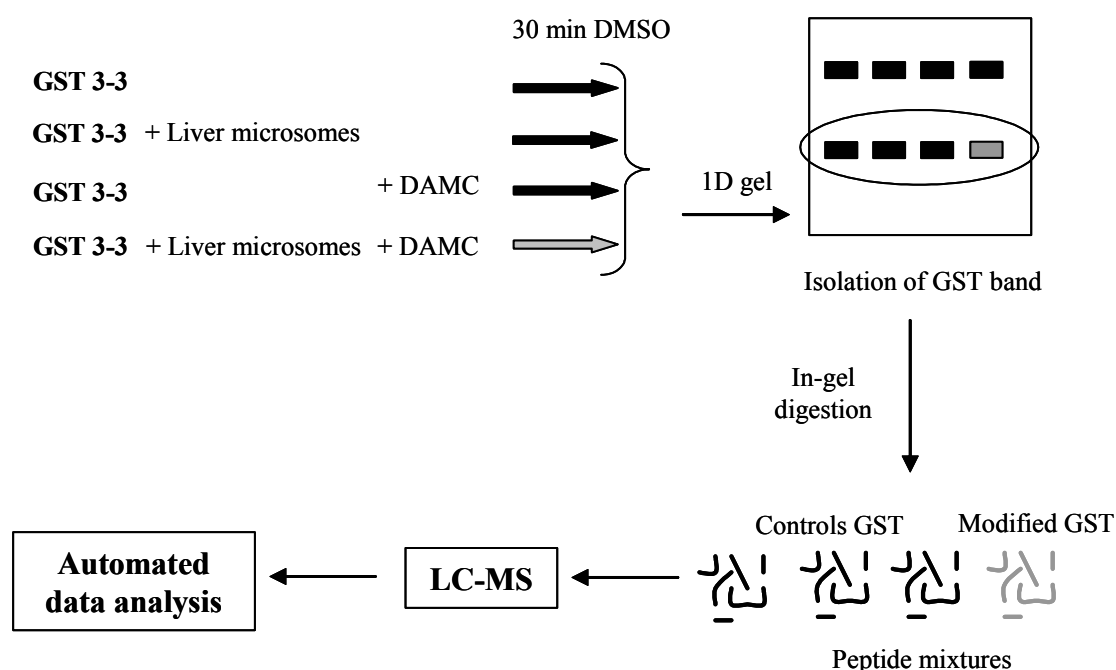 30 min DMSO
GST 3-3
GST 3-3 + Liver microsomes
GST 3-3 + DAMC
GST 3-3 + Liver microsomes + DAMC
1D gel
Isolation of GST band
In-gel
digestion
Controls GST
Modified GST
Peptide mixtures
LC-MS
Automated
data analysis